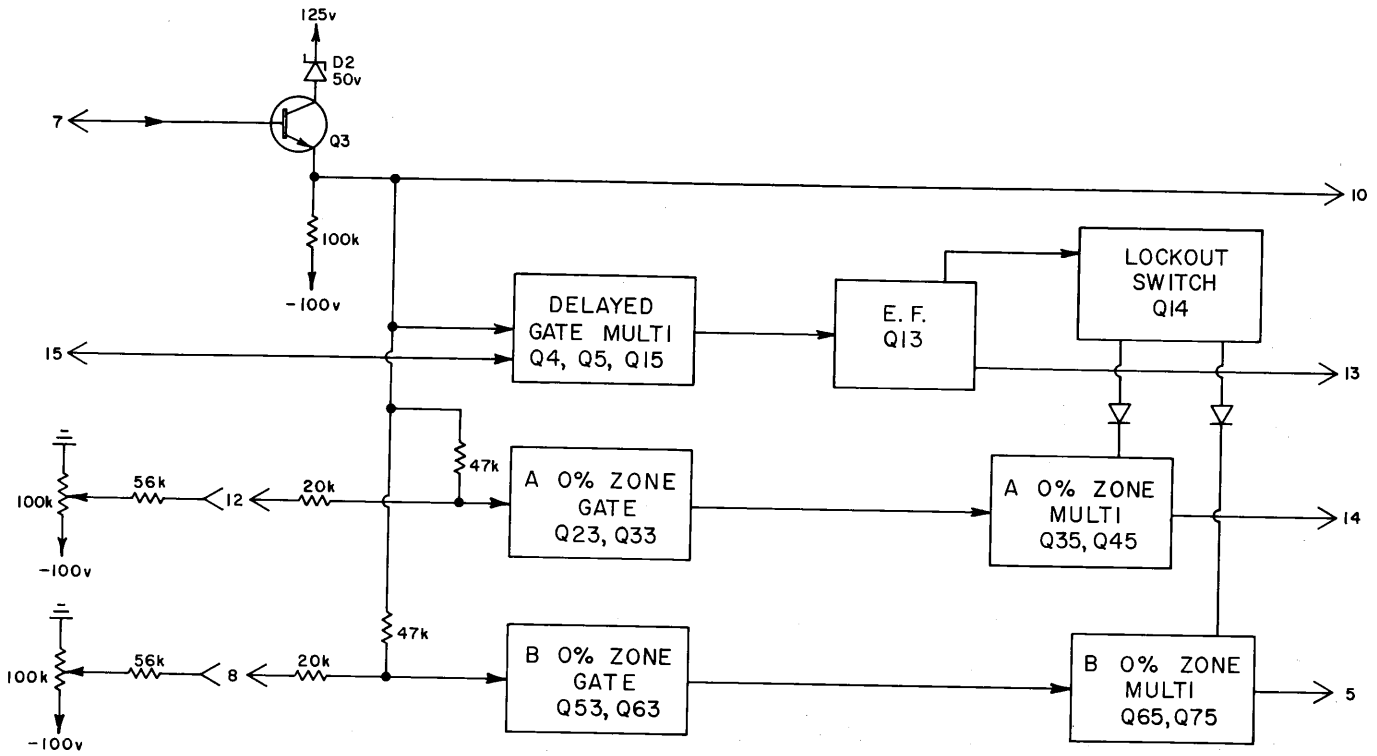 125v
D2
50v
7
Q3
10
100k
-100v
LOCKOUT
SWITCH
Q14
DELAYED
GATE MULTI
Q4, Q5, Q15
E. F.
Q13
15
13
47k
56k
12
20k
100k
-100v
A 0% ZONE
GATE
Q23, Q33
A 0% ZONE
MULTI
Q35, Q45
14
47k
56k
8
20k
100k
-100v
B 0% ZONE
GATE
Q53, Q63
B 0% ZONE
MULTI
Q65, Q75
5